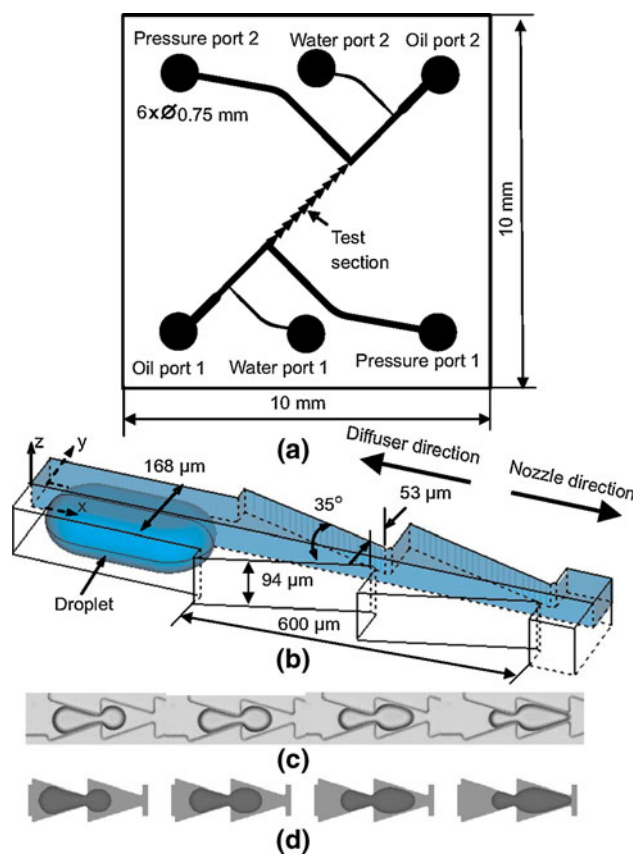 Pressure port 2
Water port 2
Oil port 2
6xØ0.75 mm
Test
section
10 mm
Oil port 1
Water port 1
Pressure port 1
10 mm
(a)
Diffuser direction
Nozzle direction
z
y
x
168 µm
35°
53 µm
94 µm
Droplet
600 µm
(b)
(c)
(d)